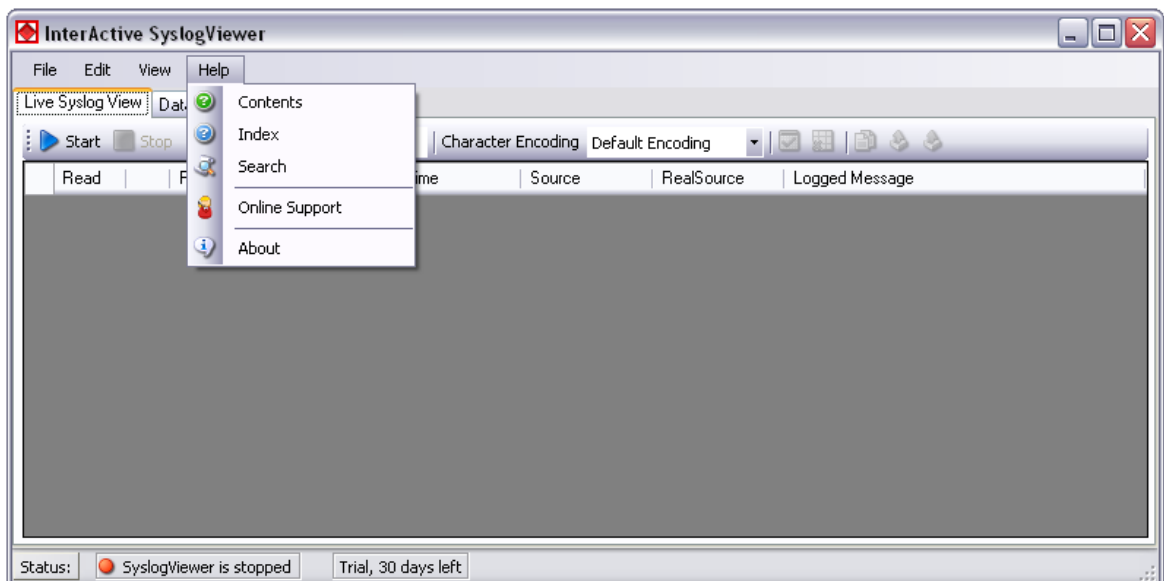 InterActive SyslogViewer
File Edit View Help
Live Syslog View
Contents
Index
Search
Online Support
About
Start Stop Character Encoding Default Encoding
Read Source RealSource Logged Message
Status: SyslogViewer is stopped Trial, 30 days left